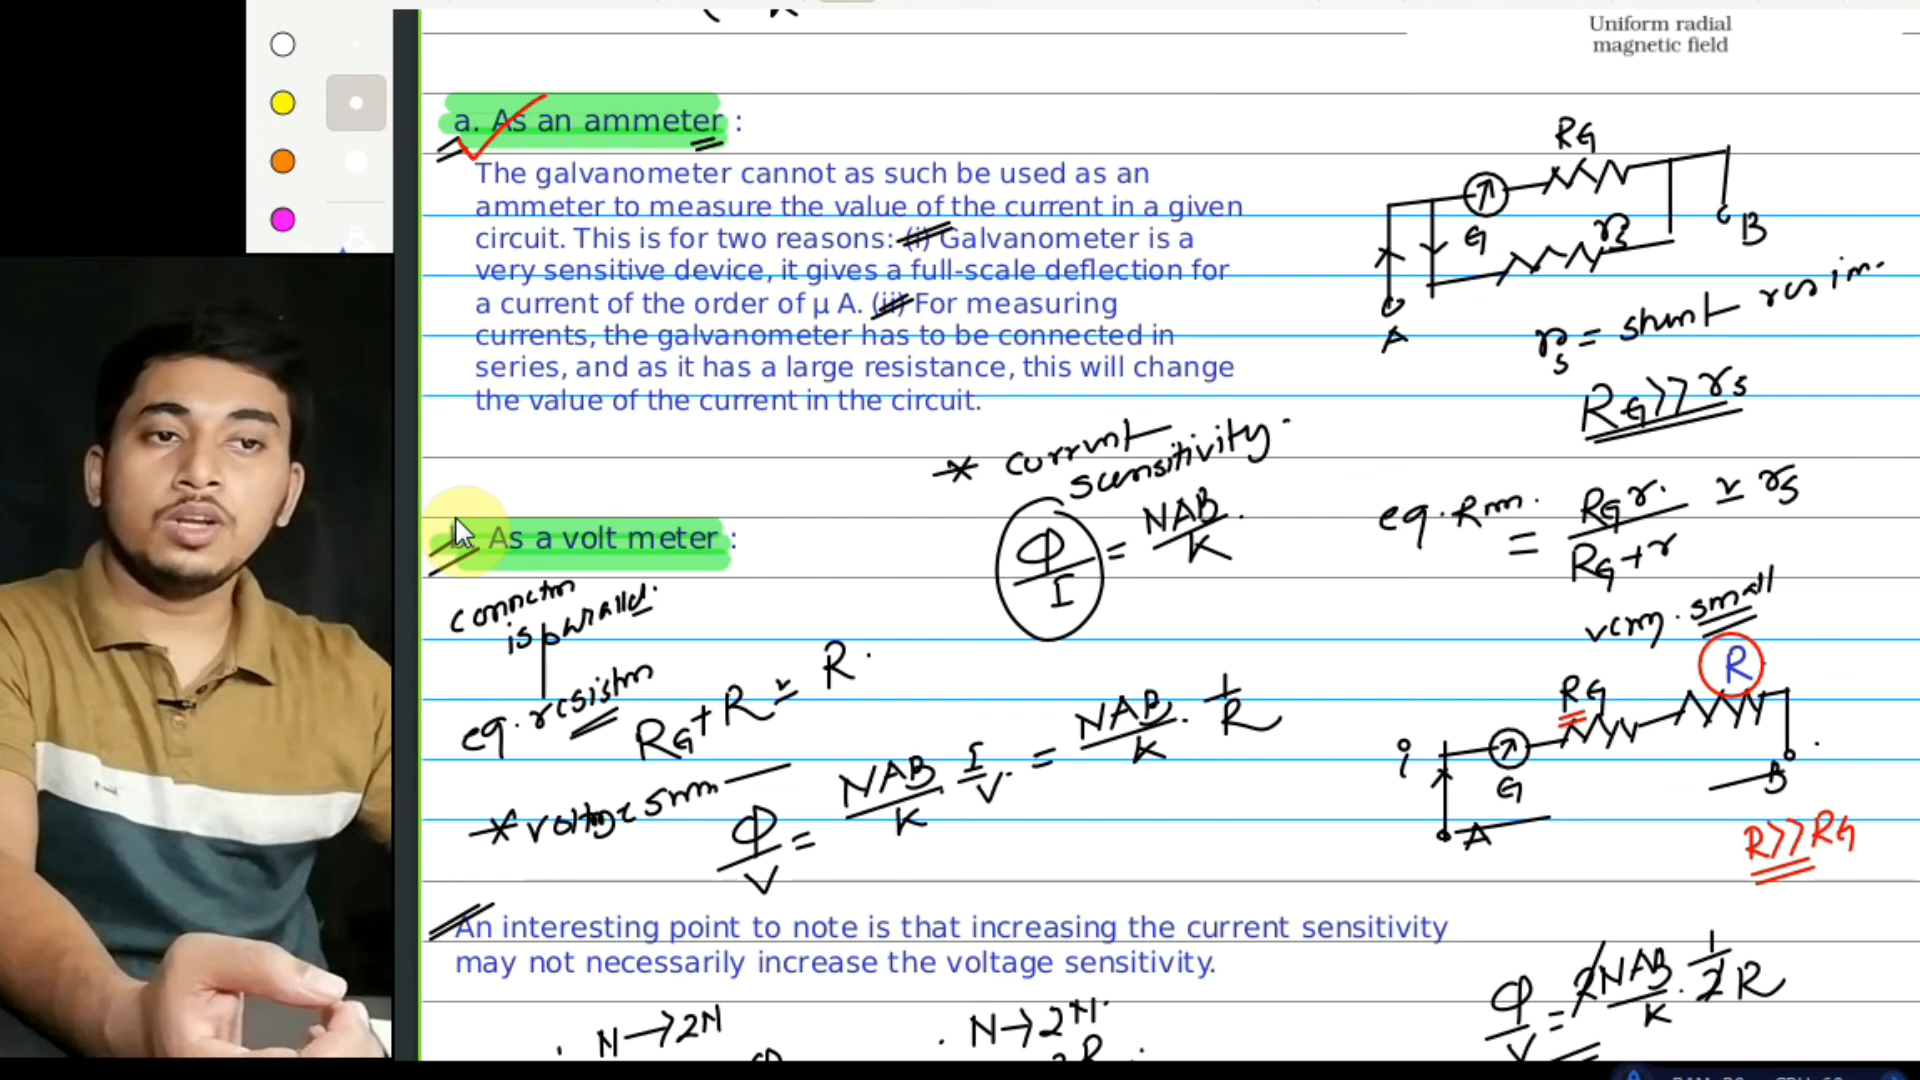 Uniform radial
magnetic field
a. As an ammeter :
The galvanometer cannot as such be used as an
ammeter to measure the value of the current in a given
circuit. This is for two reasons: (i) Galvanometer is a
very sensitive device, it gives a full-scale deflection for
a current of the order of μ A. (ii) For measuring
currents, the galvanometer has to be connected in
series, and as it has a large resistance, this will change
the value of the current in the circuit.
RG
G
rs
B
A
rs = shunt
RG >> rs
* current
sensitivity.
Φ/I = NAB/K
eq. = RG r. / RG + r ≃ rs
small
As a volt meter :
is parallel.
eq.
RG + R ≃ R.
*
Φ/V = NAB/K I/V. = NAB/K . 1/R
RG R
i
G
A
B
R >> RG
An interesting point to note is that increasing the current sensitivity
may not necessarily increase the voltage sensitivity.
Φ/V = 2NAB/K . 1/2R
N → 2N
N → 2N